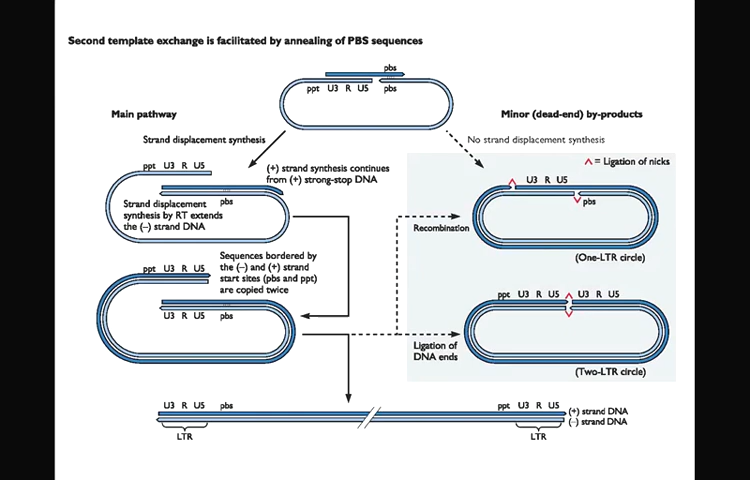 Second template exchange is facilitated by annealing of PBS sequences
pbs
ppt U3 R U5 pbs
Main pathway
Minor (dead-end) by-products
Strand displacement synthesis
No strand displacement synthesis
= Ligation of nicks
ppt U3 R U5
(+) strand synthesis continues
from (+) strong-stop DNA
U3 R U5
pbs
Strand displacement
synthesis by RT extends
the (–) strand DNA
pbs
Recombination
(One-LTR circle)
Sequences bordered by
the (–) and (+) strand
start sites (pbs and ppt)
are copied twice
ppt U3 R U5
U3 R U5 pbs
ppt U3 R U5 U3 R U5
Ligation of
DNA ends
(Two-LTR circle)
U3 R U5 pbs
ppt U3 R U5
(+) strand DNA
(–) strand DNA
LTR
LTR